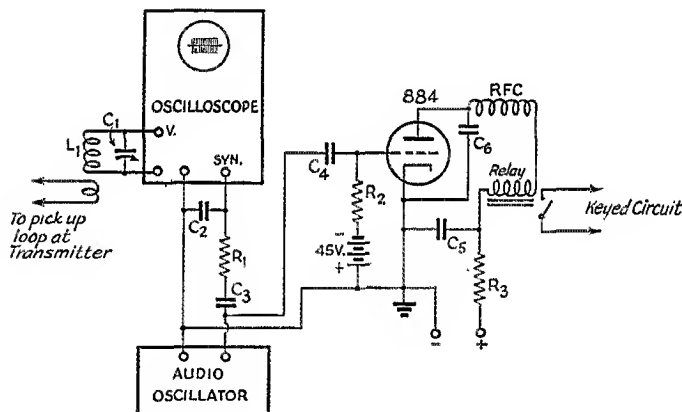 OSCILLOSCOPE
V.
SYN.
C1
L1
To pick up
loop at
Transmitter
C2
R1
C3
AUDIO
OSCILLATOR
C4
R2
45V.
-
+
884
RFC
C6
Relay
Keyed Circuit
C5
R3
-
+